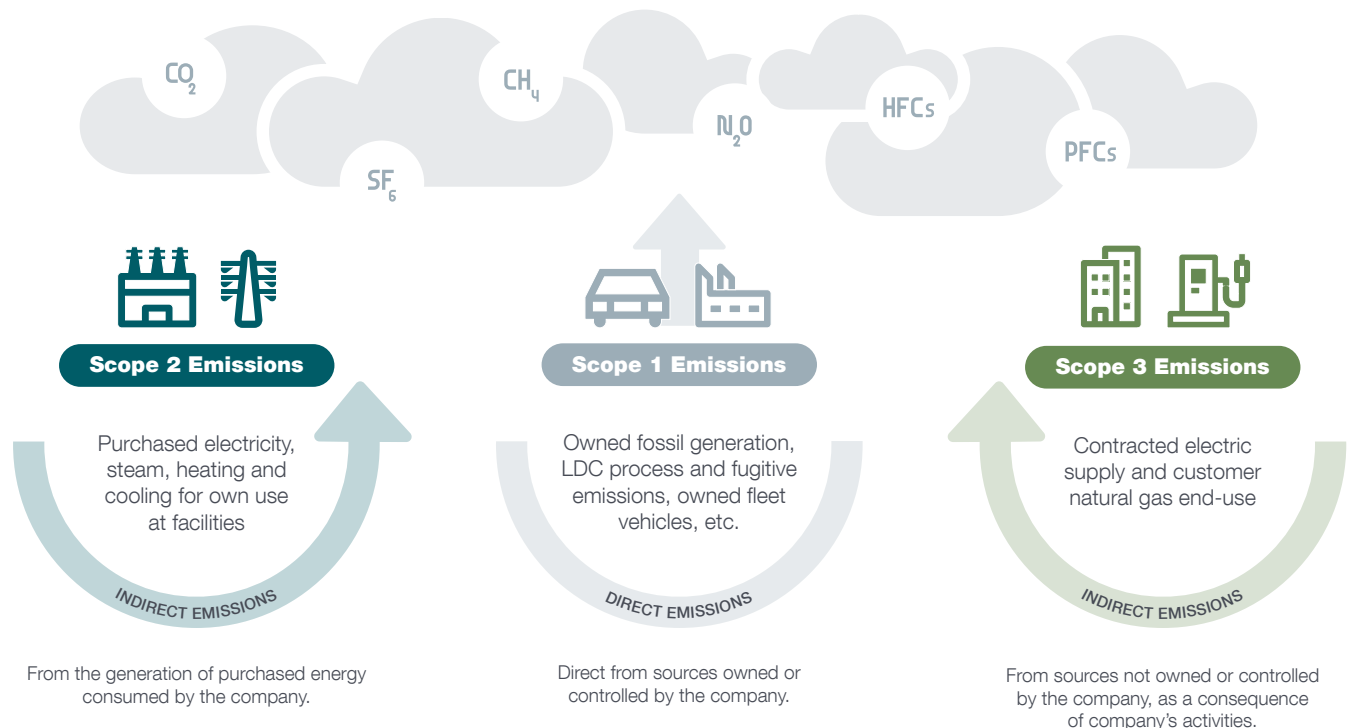 CO2
CH4
N2O
HFCs
PFCs
SF6
Scope 2 Emissions
Purchased electricity,
steam, heating and
cooling for own use
at facilities
INDIRECT EMISSIONS
From the generation of purchased energy
consumed by the company.
Scope 1 Emissions
Owned fossil generation,
LDC process and fugitive
emissions, owned fleet
vehicles, etc.
DIRECT EMISSIONS
Direct from sources owned or
controlled by the company.
Scope 3 Emissions
Contracted electric
supply and customer
natural gas end-use
INDIRECT EMISSIONS
From sources not owned or controlled
by the company, as a consequence
of company's activities.